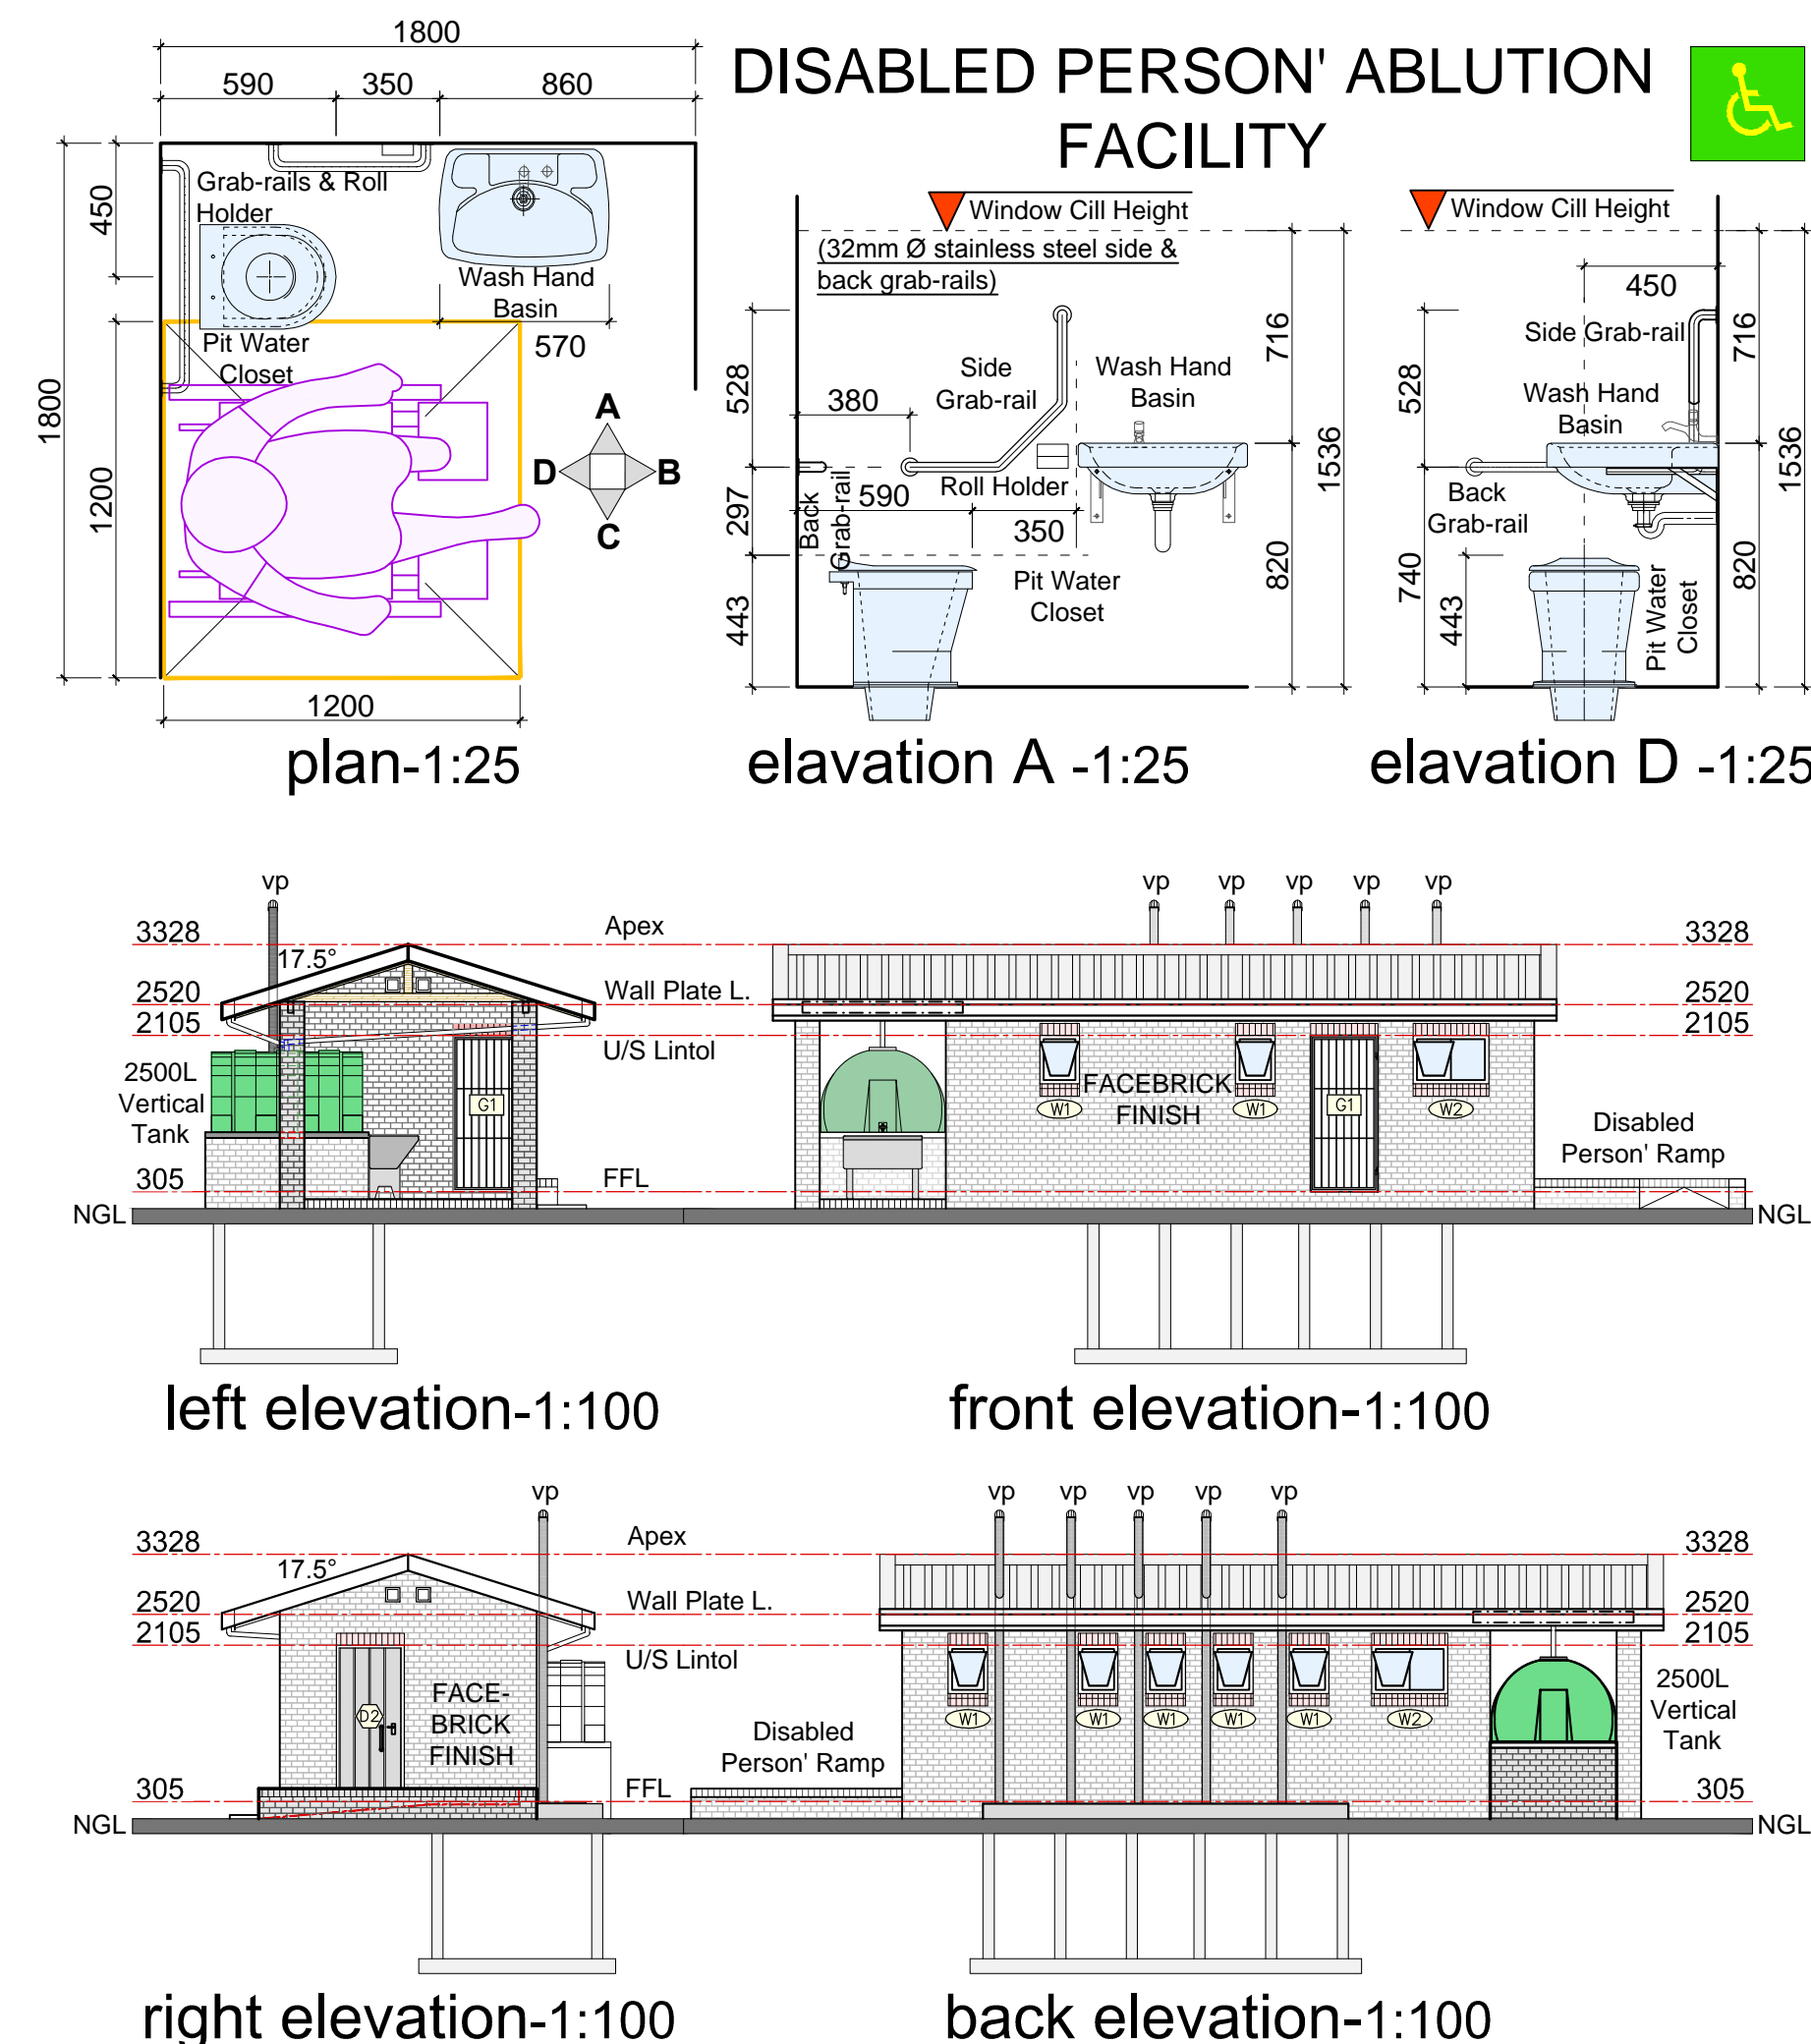 DISABLED PERSON' ABLUTION
FACILITY
1800
590 350 860
450
1800
1200
Grab-rails & Roll
Holder
Wash Hand
Basin
570
Pit Water
Closet
A
D B
C
1200
plan-1:25
Window Cill Height
(32mm Ø stainless steel side &
back grab-rails)
528
297
443
380
Side
Grab-rail
Wash Hand
Basin
716
1536
820
Back
Grab-rail
590
Roll Holder
350
Pit Water
Closet
elavation A -1:25
Window Cill Height
450
Side Grab-rail
528
716
Wash Hand
Basin
1536
Back
Grab-rail
740
443
820
Pit Water
Closet
elavation D -1:25
vp
3328
17.5°
Apex
2520
Wall Plate L.
2105
U/S Lintol
2500L
Vertical
Tank
G1
305
FFL
NGL
left elevation-1:100
vp vp vp vp vp
3328
2520
2105
FACEBRICK
FINISH
W1 W1 G1 W2
Disabled
Person' Ramp
NGL
front elevation-1:100
vp
3328
17.5°
Apex
2520
Wall Plate L.
2105
U/S Lintol
D2
FACE-
BRICK
FINISH
305
FFL
NGL
right elevation-1:100
vp vp vp vp vp
3328
2520
2105
W1 W1 W1 W1 W1 W2
2500L
Vertical
Tank
Disabled
Person' Ramp
305
NGL
back elevation-1:100